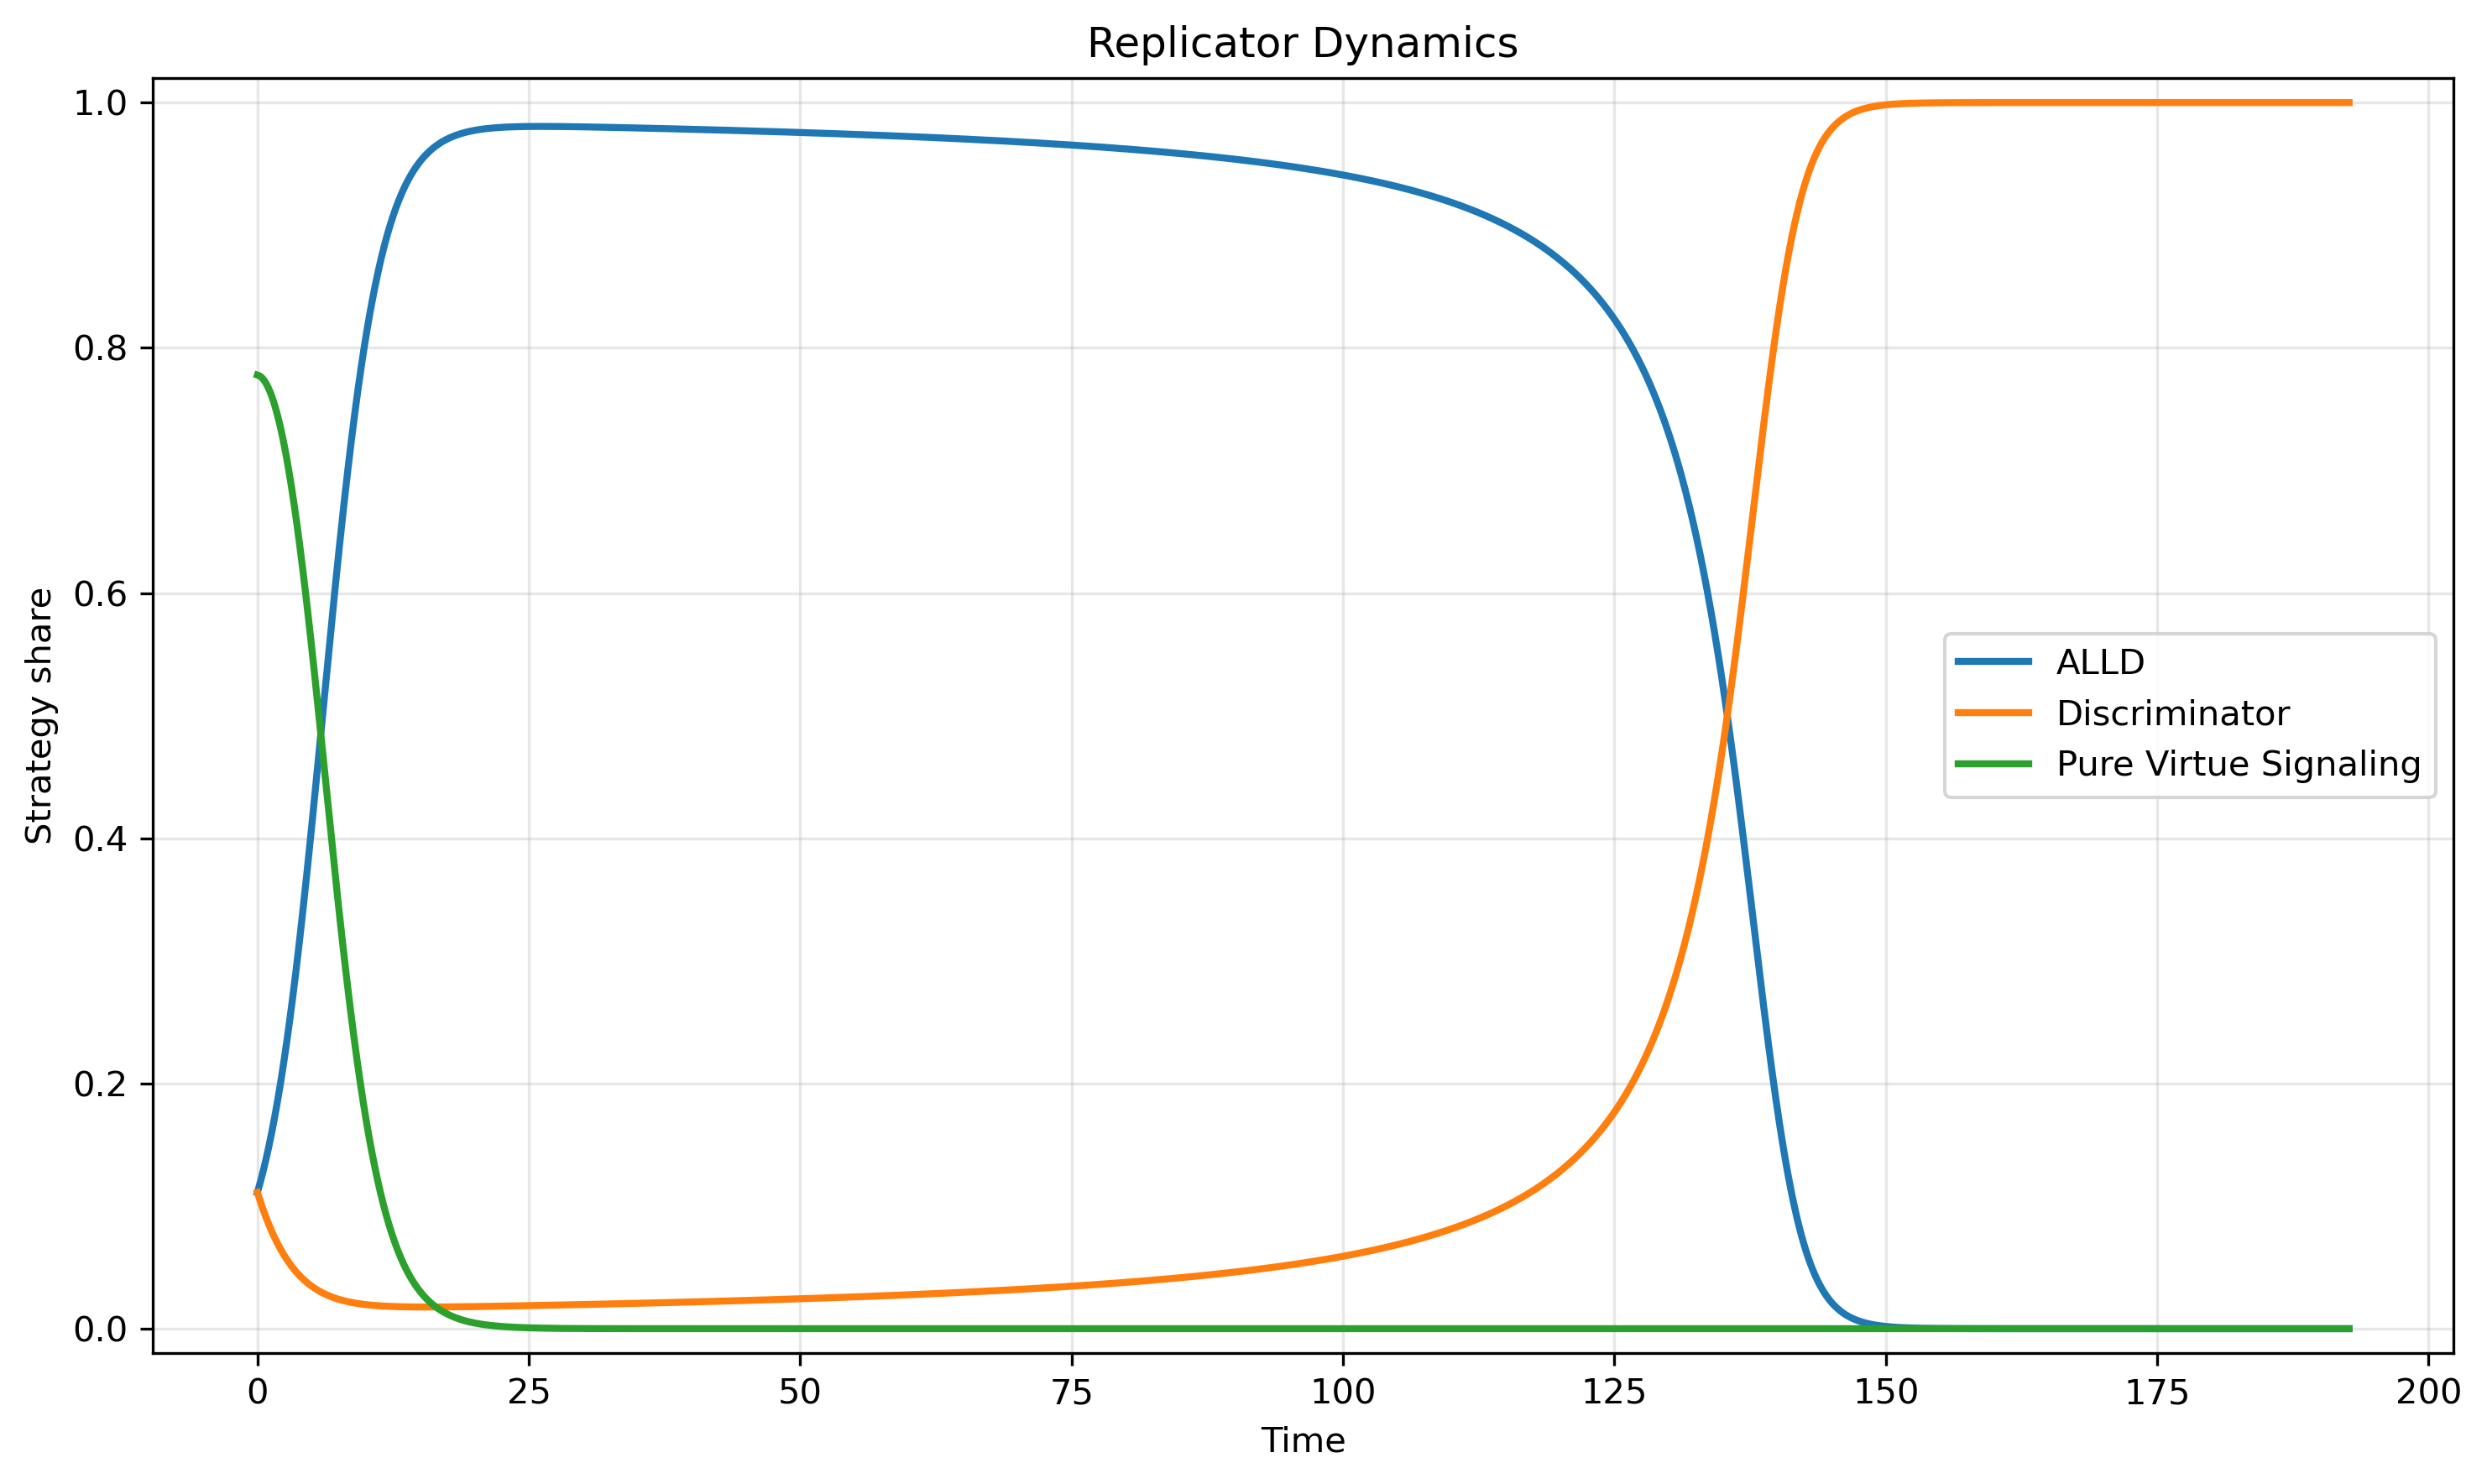 Replicator Dynamics
1.0
0.8
0.6
0.4
0.2
0.0
Strategy share
ALLD
Discriminator
Pure Virtue Signaling
0 25 50 75 100 125 150 175 200
Time